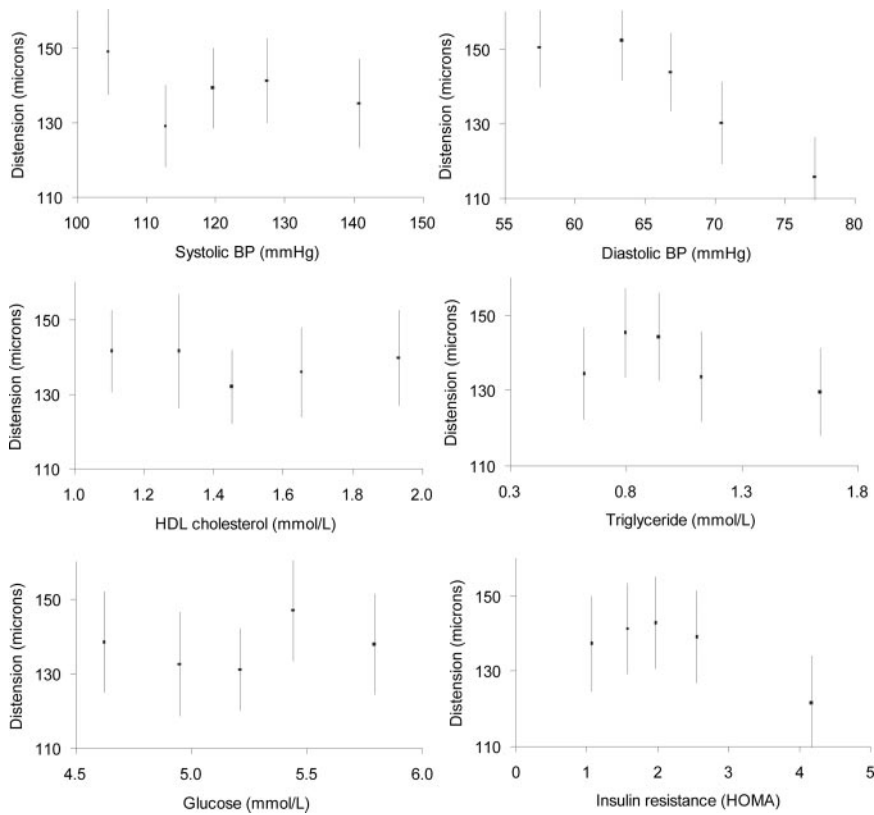 Distension (microns)
150
130
110
100 110 120 130 140 150
Systolic BP (mmHg)
Distension (microns)
150
130
110
55 60 65 70 75 80
Diastolic BP (mmHg)
Distension (microns)
150
130
110
1.0 1.2 1.4 1.6 1.8 2.0
HDL cholesterol (mmol/L)
Distension (microns)
150
130
110
0.3 0.8 1.3 1.8
Triglyceride (mmol/L)
Distension (microns)
150
130
110
4.5 5.0 5.5 6.0
Glucose (mmol/L)
Distension (microns)
150
130
110
0 1 2 3 4 5
Insulin resistance (HOMA)